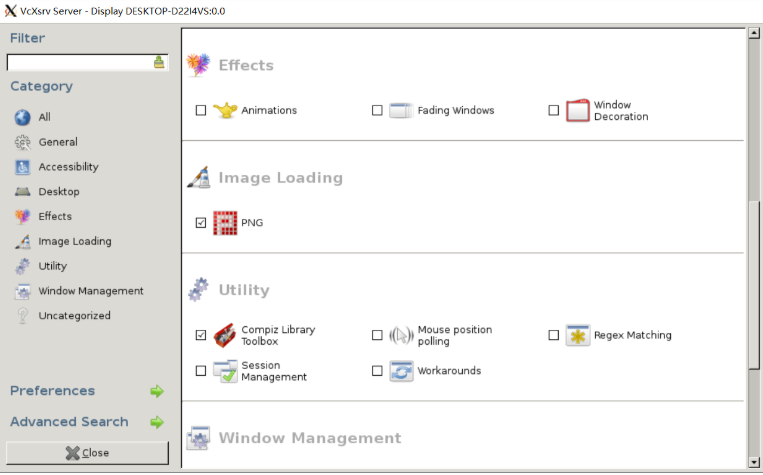 VcXsrv Server - Display DESKTOP-D22I4VS:0.0
Filter
Category
All
General
Accessibility
Desktop
Effects
Image Loading
Utility
Window Management
Uncategorized
Preferences
Advanced Search
Close
Effects
Animations
Fading Windows
Window
Decoration
Image Loading
PNG
Utility
Compiz Library
Toolbox
Mouse position
polling
Regex Matching
Session
Management
Workarounds
Window Management